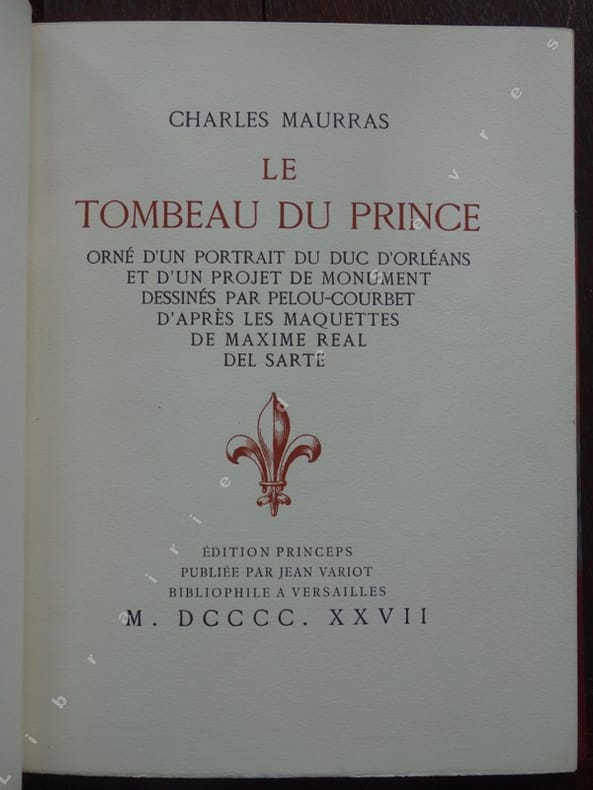 CHARLES MAURRAS
LE
TOMBEAU DU PRINCE
ORNÉ D'UN PORTRAIT DU DUC D'ORLÉANS
ET D'UN PROJET DE MONUMENT
DESSINÉS PAR PELOU-COURBET
D'APRÈS LES MAQUETTES
DE MAXIME REAL
DEL SARTE
ÉDITION PRINCEPS
PUBLIÉE PAR JEAN VARIOT
BIBLIOPHILE A VERSAILLES
M. DCCCC. XXVII
Librairie